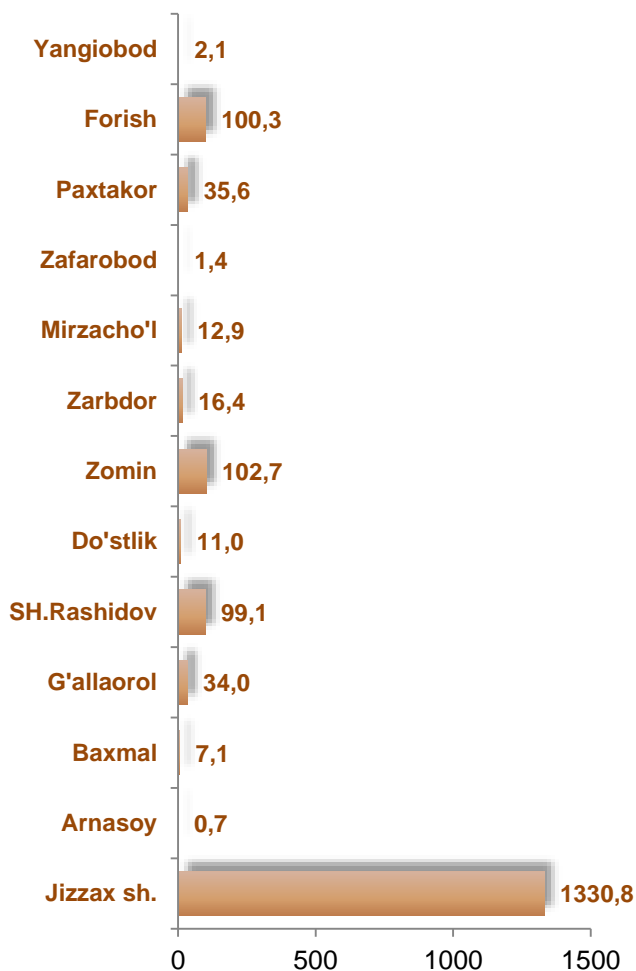 Yangiobod 2,1
Forish 100,3
Paxtakor 35,6
Zafarobod 1,4
Mirzacho'l 12,9
Zarbdor 16,4
Zomin 102,7
Do'stlik 11,0
SH.Rashidov 99,1
G'allaorol 34,0
Baxmal 7,1
Arnasoy 0,7
Jizzax sh. 1330,8
0 500 1000 1500